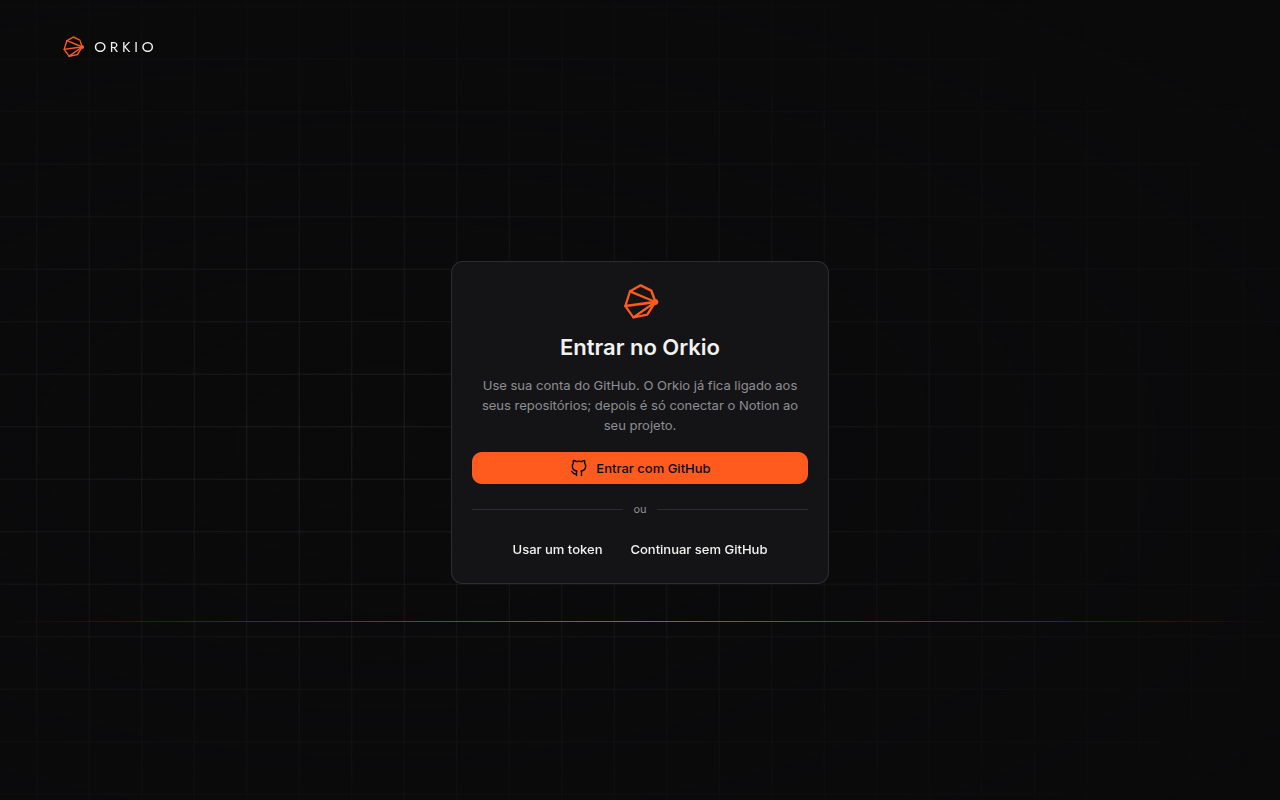 ORKIO
Entrar no Orkio
Use sua conta do GitHub. O Orkio já fica ligado aos
seus repositórios; depois é só conectar o Notion ao
seu projeto.
Entrar com GitHub
ou
Usar um token
Continuar sem GitHub